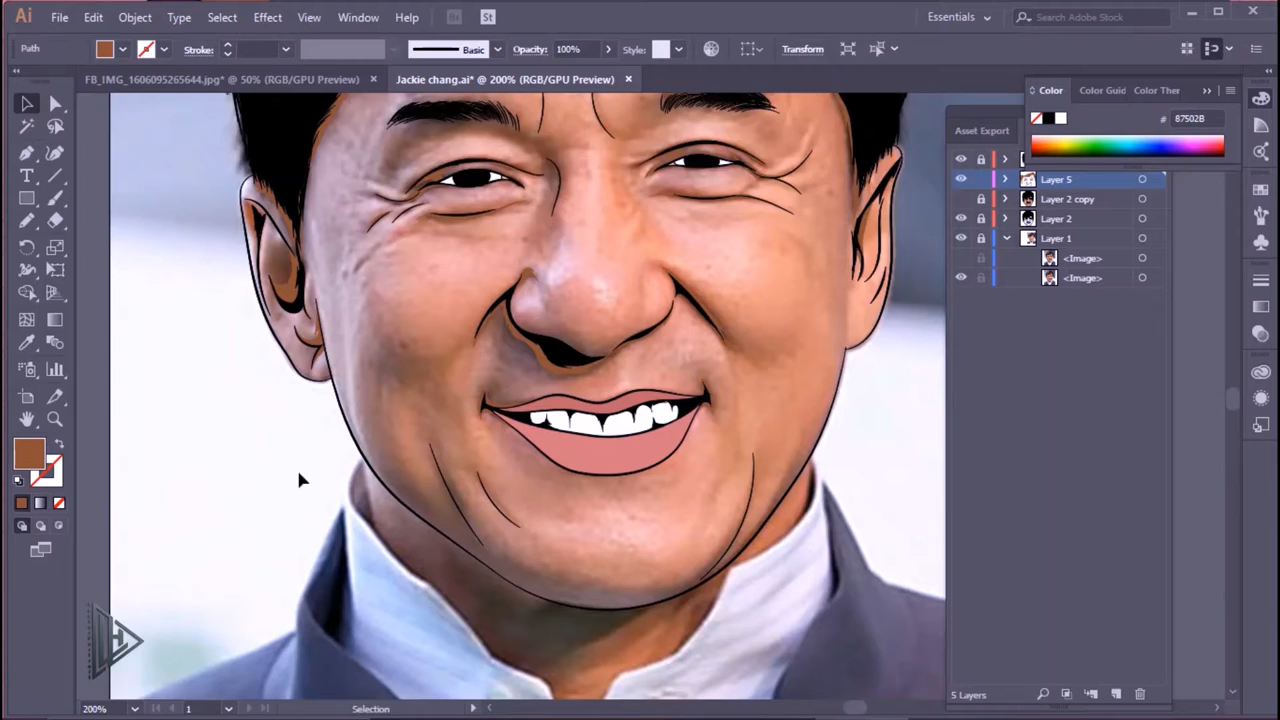 Ai File Edit Object Type Select Effect View Window Help Br St Essentials Search Adobe Stock
Path Stroke: Basic Opacity: 100% Style: Transform
FB_IMG_1606095265644.jpg* @ 50% (RGB/GPU Preview) Jackie chang.ai* @ 200% (RGB/GPU Preview)
Color Color Guid Color Ther
# 87502B
Asset Export
Layer 5
Layer 2 copy
Layer 2
Layer 1
<Image>
<Image>
5 Layers
200% 1 Selection